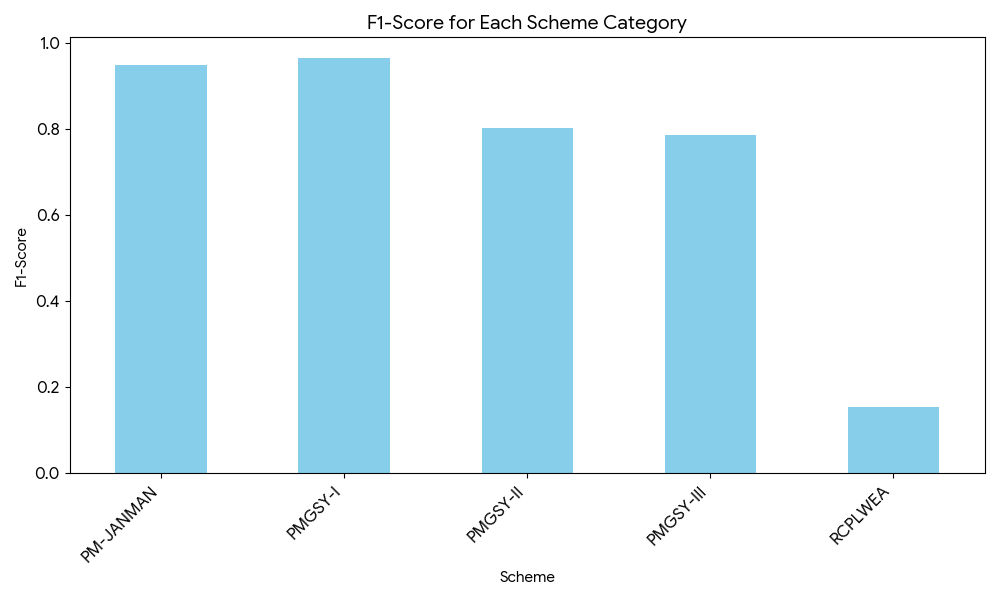 F1-Score for Each Scheme Category
F1-Score
1.0
0.8
0.6
0.4
0.2
0.0
PM-JANMAN
PMGSY-I
PMGSY-II
PMGSY-III
RCPLWEA
Scheme